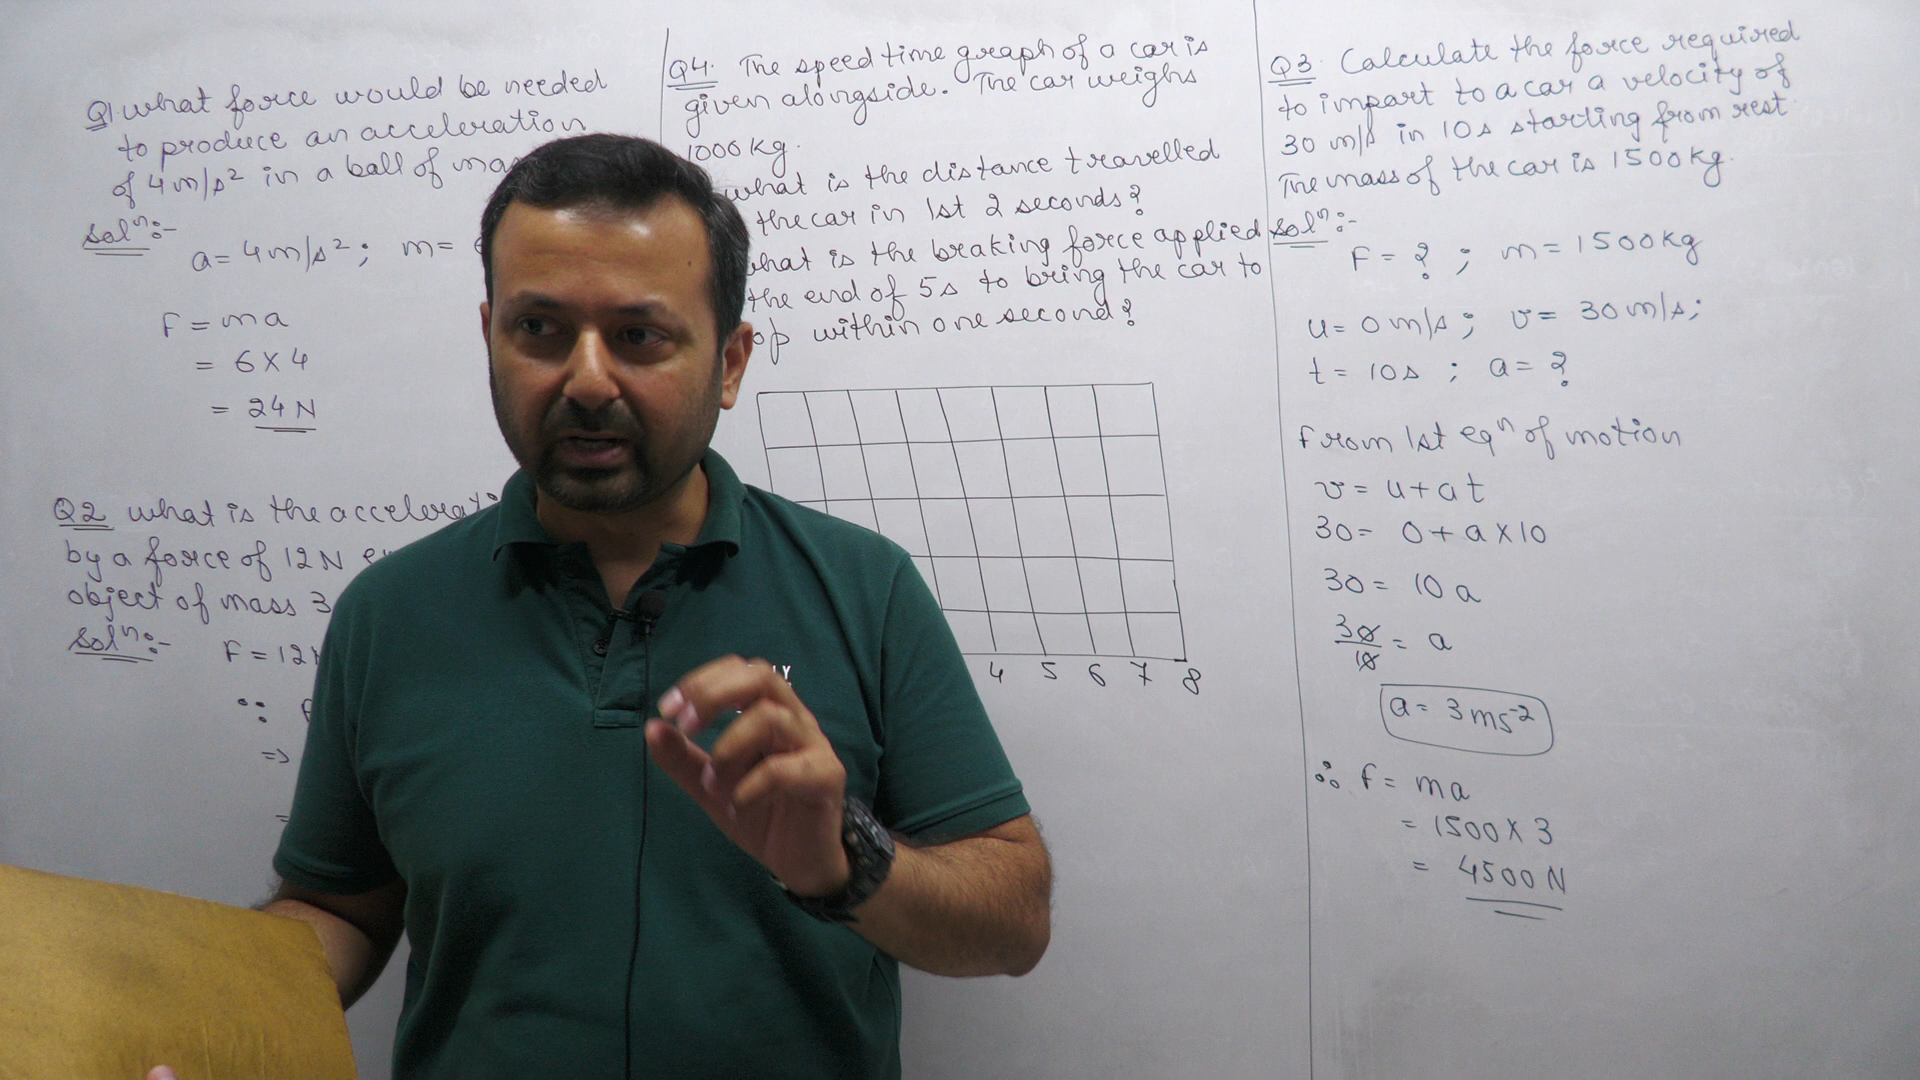 Q1. What force would be needed
to produce an acceleration
of 4 m/s² in a ball of
Solⁿ:-
a = 4 m/s² ; m =
F = ma
= 6 X 4
= 24 N
Q2 What is the
by a force of 12 N
object of mass 3
Solⁿ:-
F = 12
∴
=>
=
Q4. The speed time graph of a car is
given alongside. The car weighs
1000 kg.
what is the distance travelled
the car in 1st 2 seconds?
what is the braking force applied
the end of 5s to bring the car to
within one second?
4 5 6 7 8
Q3. Calculate the force required
to impart to a car a velocity of
30 m/s in 10s starting from rest.
The mass of the car is 1500 kg.
Solⁿ:-
F = ? ; m = 1500 kg
u = 0 m/s ; v = 30 m/s ;
t = 10s ; a = ?
From 1st eqⁿ of motion
v = u + at
30 = 0 + a X 10
30 = 10 a
30/10 = a
a = 3 ms⁻²
∴ F = ma
= 1500 X 3
= 4500 N